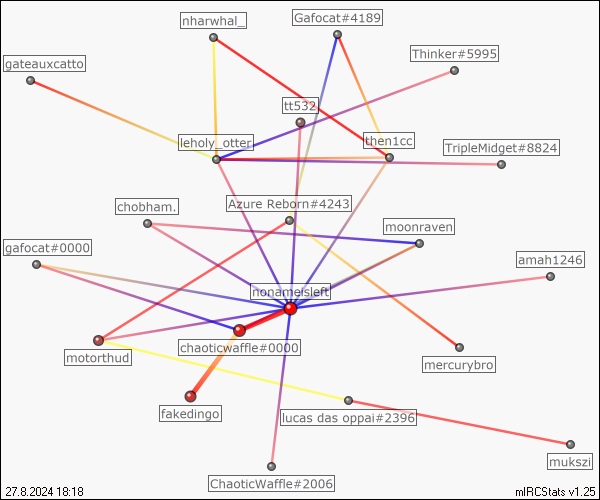 nharwhal_
Gafocat#4189
Thinker#5995
gateauxcatto
tt532
leholy_otter
then1cc
TripleMidget#8824
chobham.
Azure Reborn#4243
moonraven
gafocat#0000
amah1246
nonameisleft
chaoticwaffle#0000
motorthud
mercurybro
fakedingo
lucas das oppai#2396
mukszi
ChaoticWaffle#2006
27.8.2024 18:18
mIRCStats v1.25